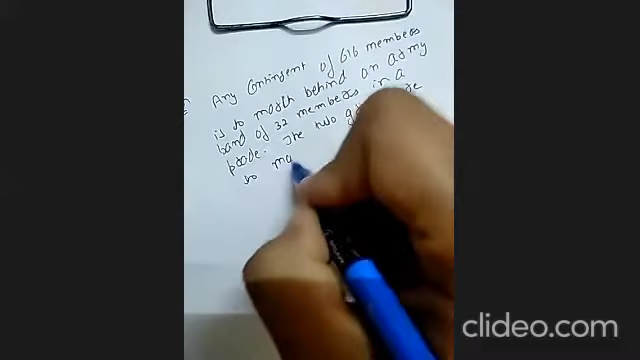 Any Contingent of 616 members
is to march behind an army
band of 32 members in a
prade. The two
to ma
clideo.com